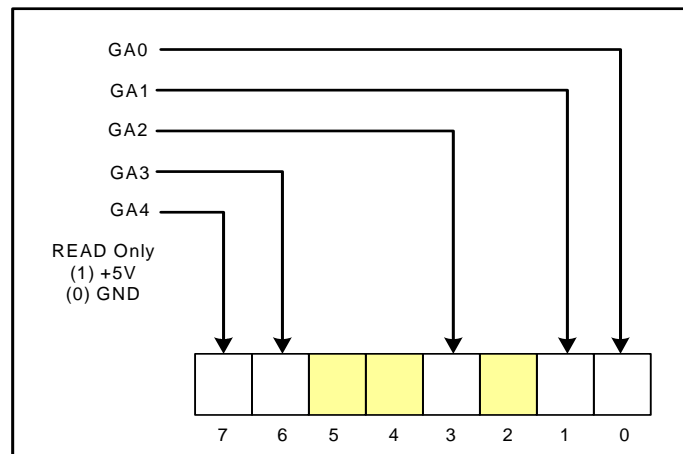 GA0
GA1
GA2
GA3
GA4
READ Only
(1) +5V
(0) GND
7 6 5 4 3 2 1 0